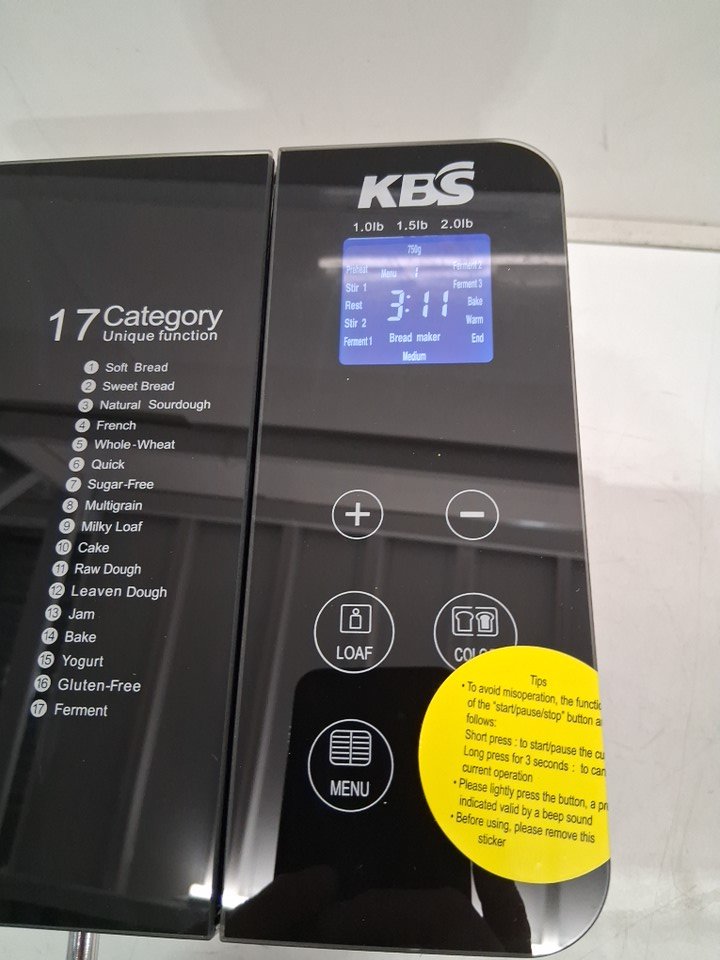 KBS
1.0lb 1.5lb 2.0lb
750g
Preheat Menu 1 Ferment 2
Stir 1 Ferment 3
Rest 3:11 Bake
Stir 2 Warm
Ferment 1 Bread maker End
Medium
17 Category
Unique function
1 Soft Bread
2 Sweet Bread
3 Natural Sourdough
4 French
5 Whole-Wheat
6 Quick
7 Sugar-Free
8 Multigrain
9 Milky Loaf
10 Cake
11 Raw Dough
12 Leaven Dough
13 Jam
14 Bake
15 Yogurt
16 Gluten-Free
17 Ferment
+ −
LOAF
MENU
Tips
• To avoid misoperation, the
of the "start/pause/stop" button
follows:
Short press : to start/pause the
Long press for 3 seconds : to
current operation
• Please lightly press the button, a
indicated valid by a beep sound
• Before using, please remove this
sticker